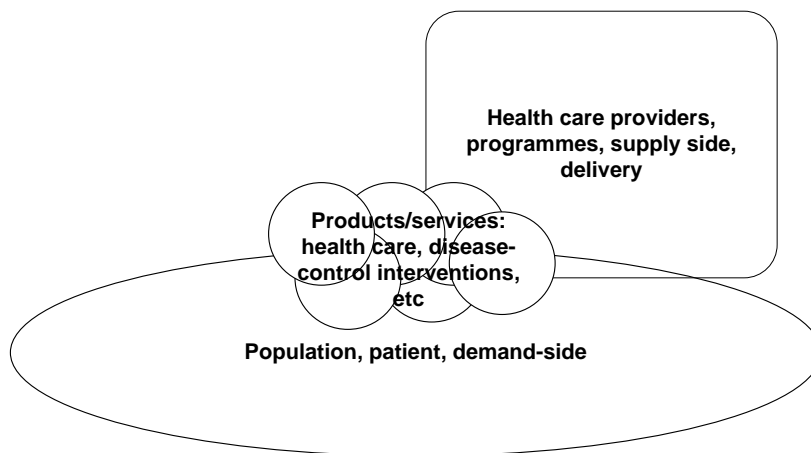 Health care providers,
programmes, supply side,
delivery
Products/services:
health care, disease-
control interventions,
etc
Population, patient, demand-side